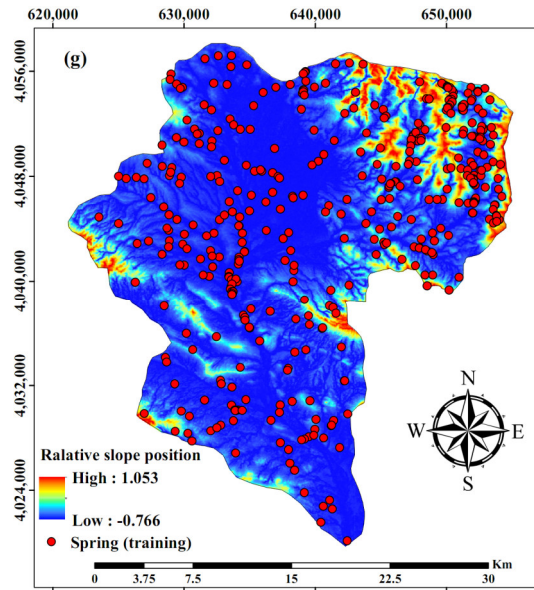 620,000 630,000 640,000 650,000
(g)
4,056,000
4,048,000
4,040,000
4,032,000
4,024,000
N
W E
S
Ralative slope position
High : 1.053
Low : -0.766
Spring (training)
Km
0 3.75 7.5 15 22.5 30